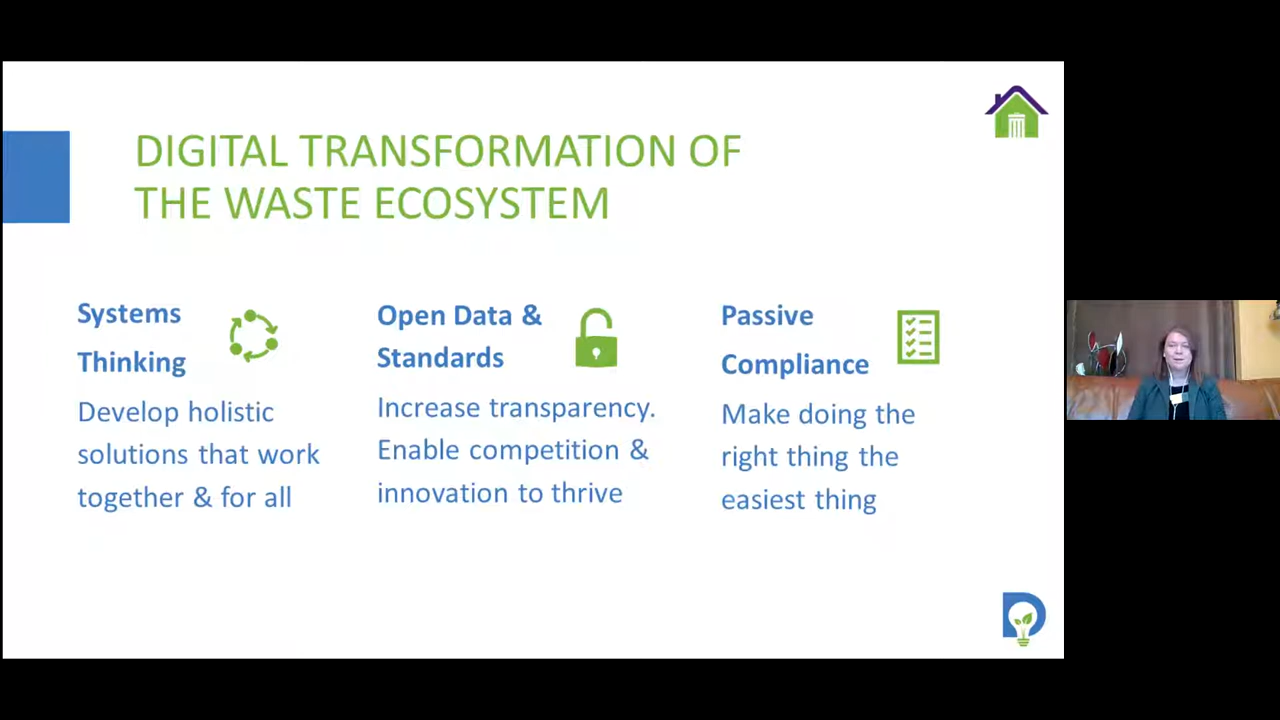 DIGITAL TRANSFORMATION OF
THE WASTE ECOSYSTEM
Systems
Thinking
Develop holistic
solutions that work
together & for all
Open Data &
Standards
Increase transparency.
Enable competition &
innovation to thrive
Passive
Compliance
Make doing the
right thing the
easiest thing